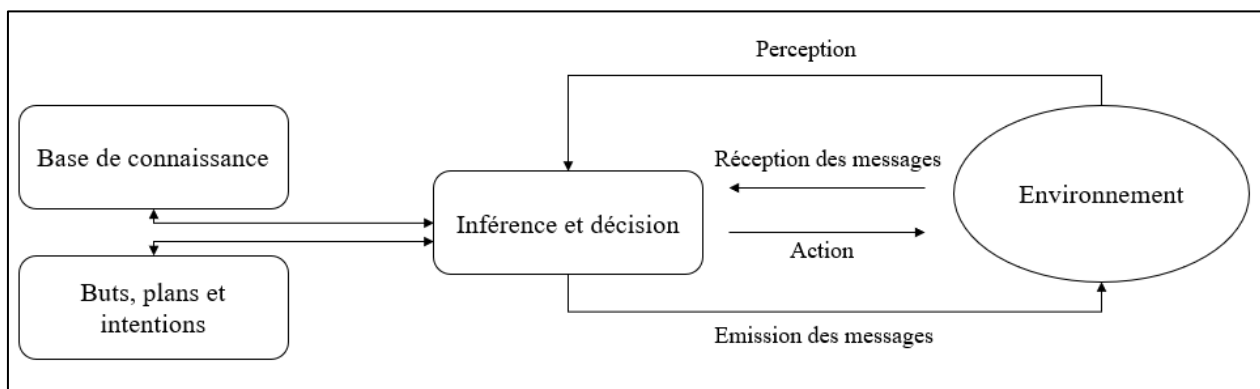 Perception
Base de connaissance
Réception des messages
Inférence et décision
Environnement
Action
Buts, plans et
intentions
Emission des messages